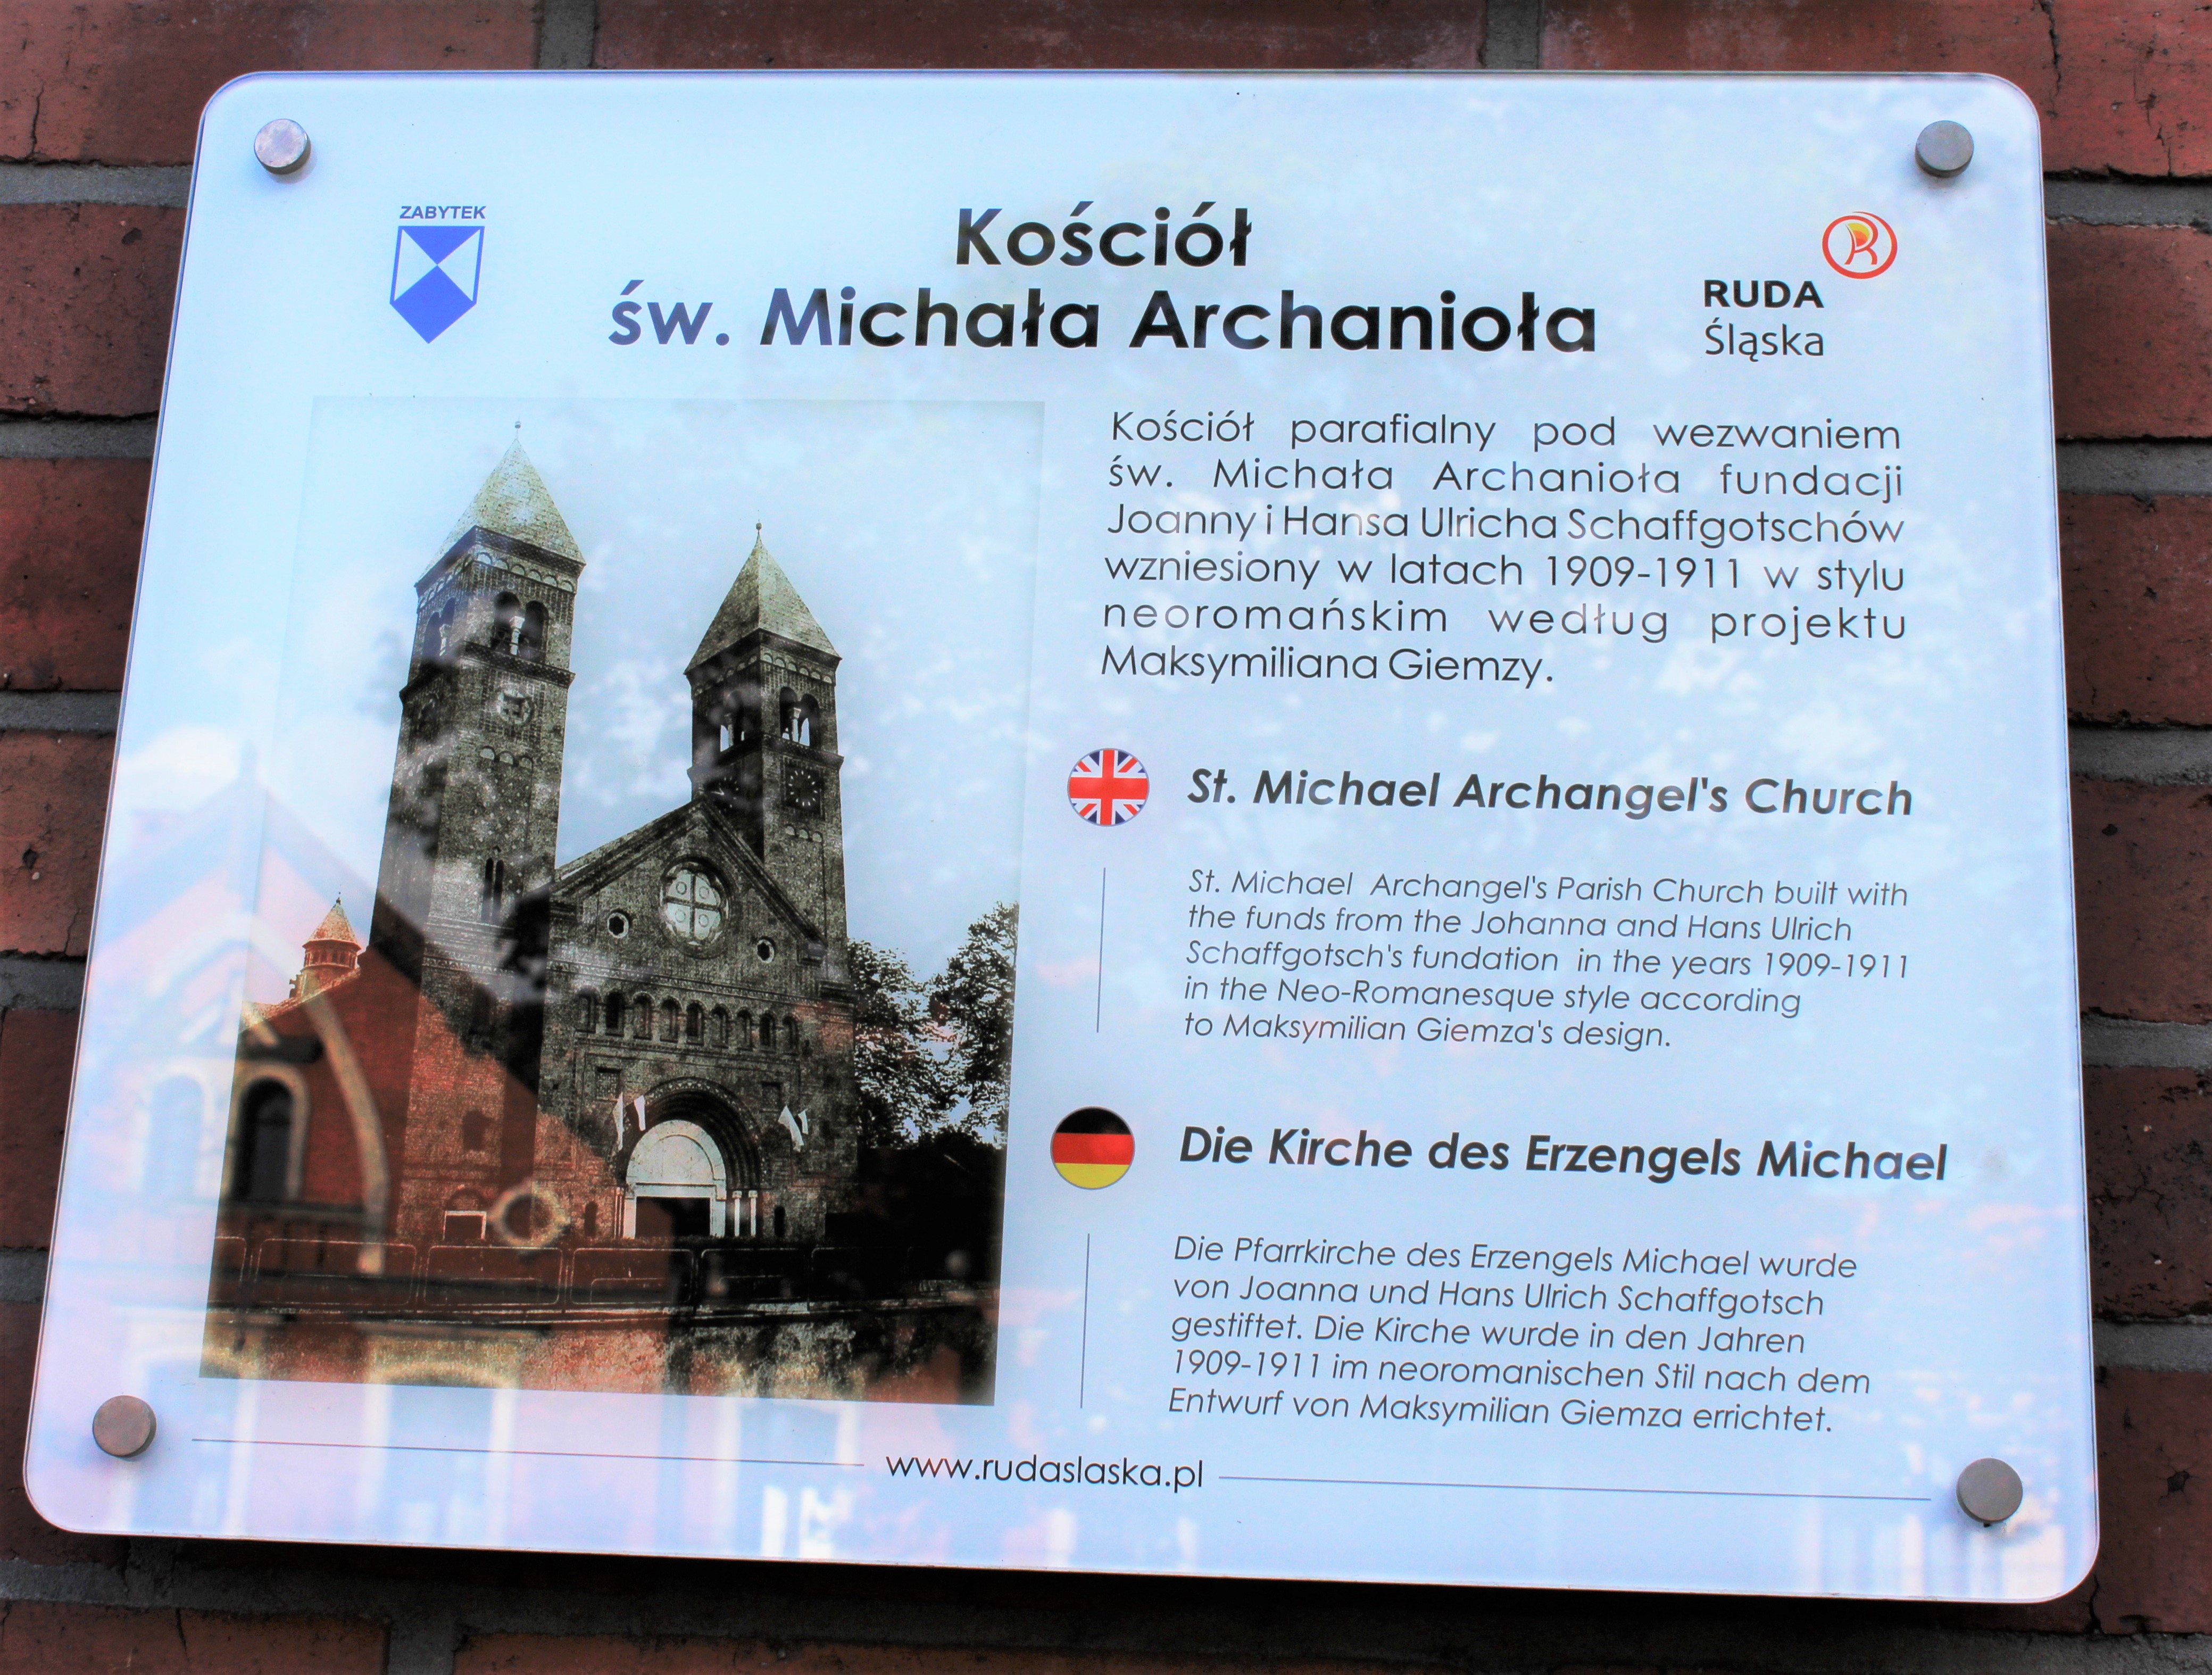 ZABYTEK
Kościół
św. Michała Archanioła
RUDA
Śląska
Kościół parafialny pod wezwaniem
św. Michała Archanioła fundacji
Joanny i Hansa Ulricha Schaffgotschów
wzniesiony w latach 1909-1911 w stylu
neoromańskim według projektu
Maksymiliana Giemzy.
St. Michael Archangel's Church
St. Michael Archangel's Parish Church built with
the funds from the Johanna and Hans Ulrich
Schaffgotsch's fundation in the years 1909-1911
in the Neo-Romanesque style according
to Maksymilian Giemza's design.
Die Kirche des Erzengels Michael
Die Pfarrkirche des Erzengels Michael wurde
von Joanna und Hans Ulrich Schaffgotsch
gestiftet. Die Kirche wurde in den Jahren
1909-1911 im neoromanischen Stil nach dem
Entwurf von Maksymilian Giemza errichtet.
www.rudaslaska.pl